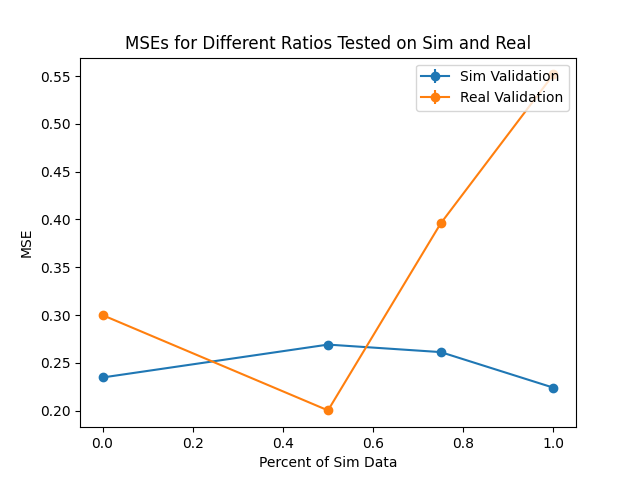 MSEs for Different Ratios Tested on Sim and Real
Sim Validation
Real Validation
0.55
0.50
0.45
0.40
0.35
0.30
0.25
0.20
MSE
0.0 0.2 0.4 0.6 0.8 1.0
Percent of Sim Data